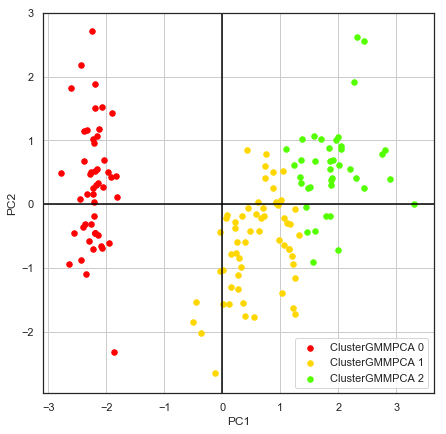 3
2
1
0
−1
−2
PC2
−3
−2
−1
0
1
2
3
PC1
ClusterGMMPCA 0
ClusterGMMPCA 1
ClusterGMMPCA 2